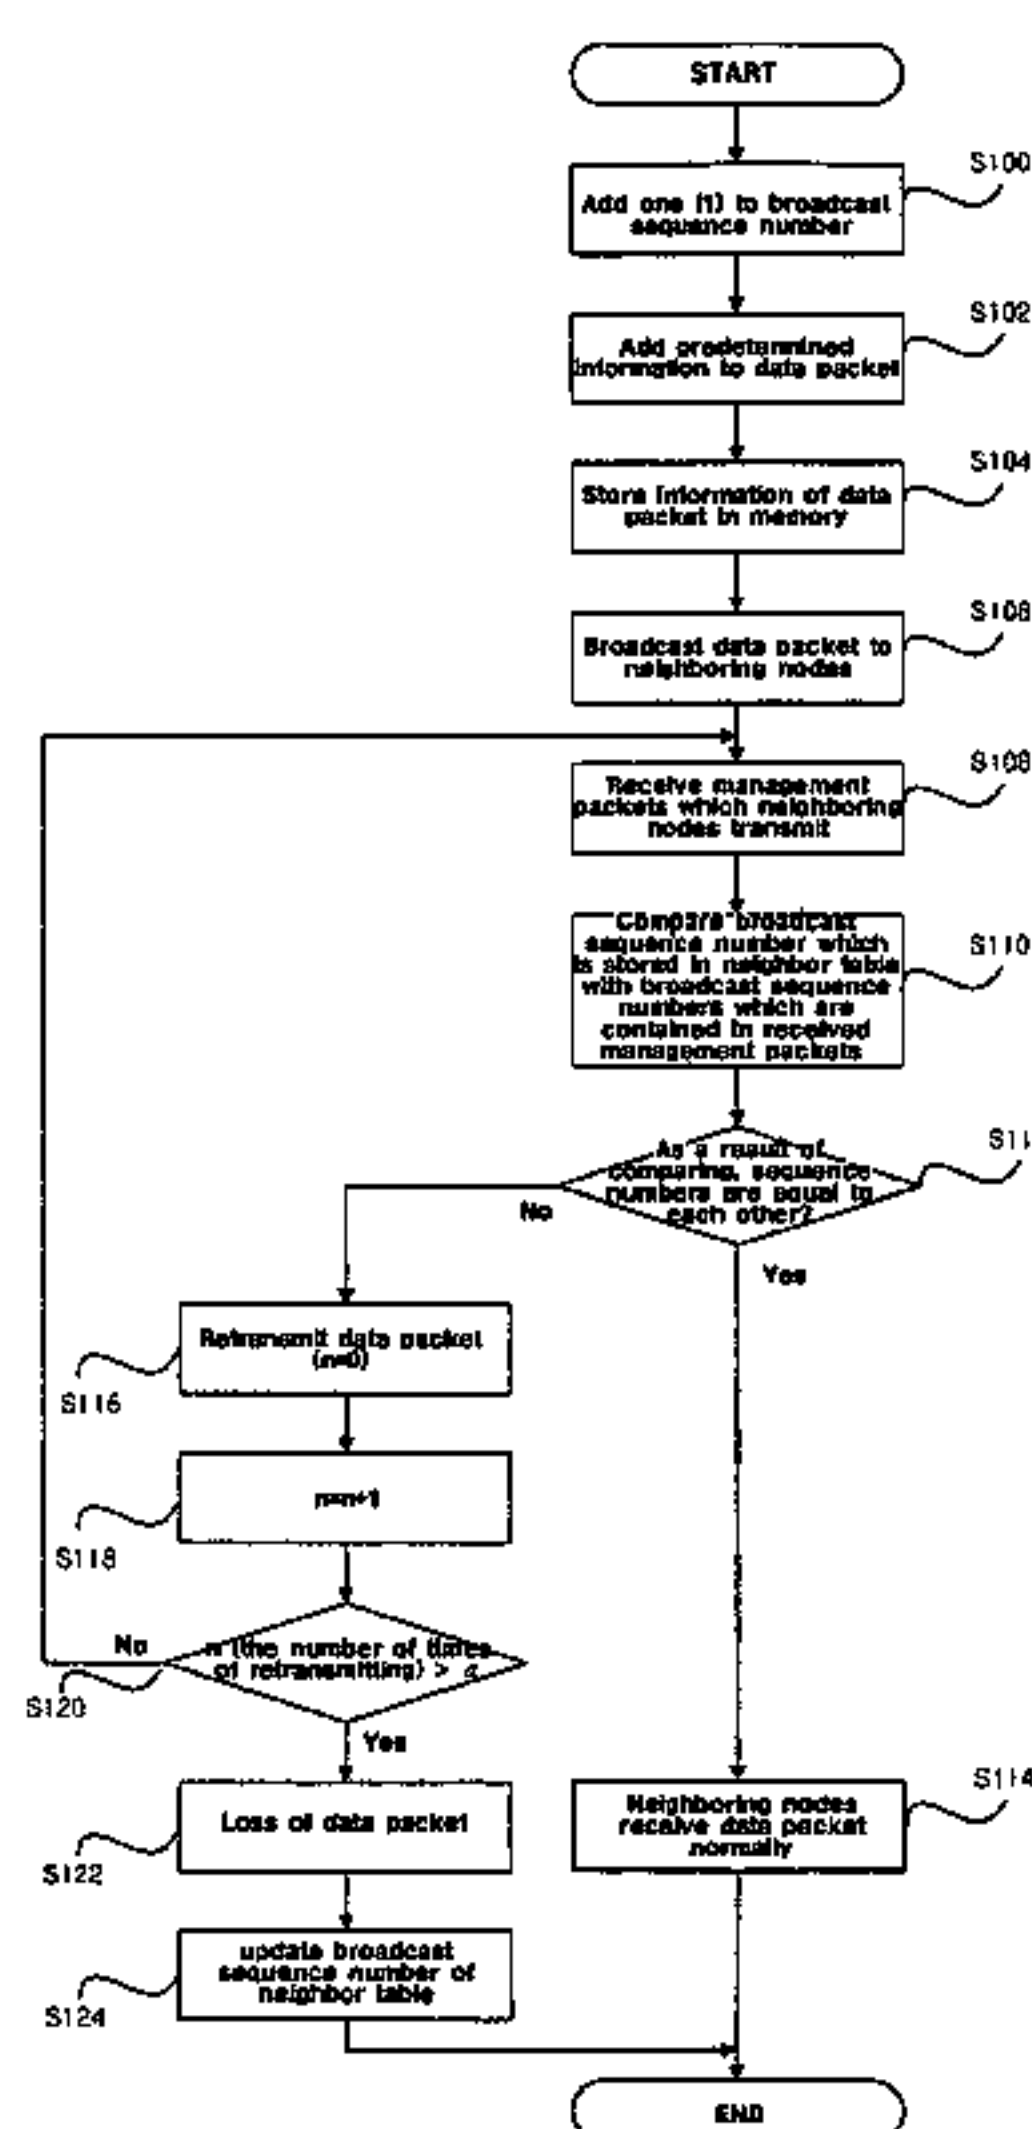 START
S100
Add one (1) to broadcast
sequence number
S102
Add predetermined
information to data packet
S104
Store information of data
packet in memory
S106
Broadcast data packet to
neighboring nodes
S108
Receive management
packets which neighboring
nodes transmit
Compare broadcast
sequence number which
is stored in neighbor table
with broadcast sequence
numbers which are
contained in received
management packets
S110
S11
As a result of
comparing, sequence
numbers are equal to
each other?
No
Yes
Retransmit data packet
(n=0)
S116
n=n+1
S118
No
n (the number of times
of retransmitting) >
S120
Yes
Loss of data packet
S122
S114
Neighboring nodes
receive data packet
normally
update broadcast
sequence number of
neighbor table
S124
END